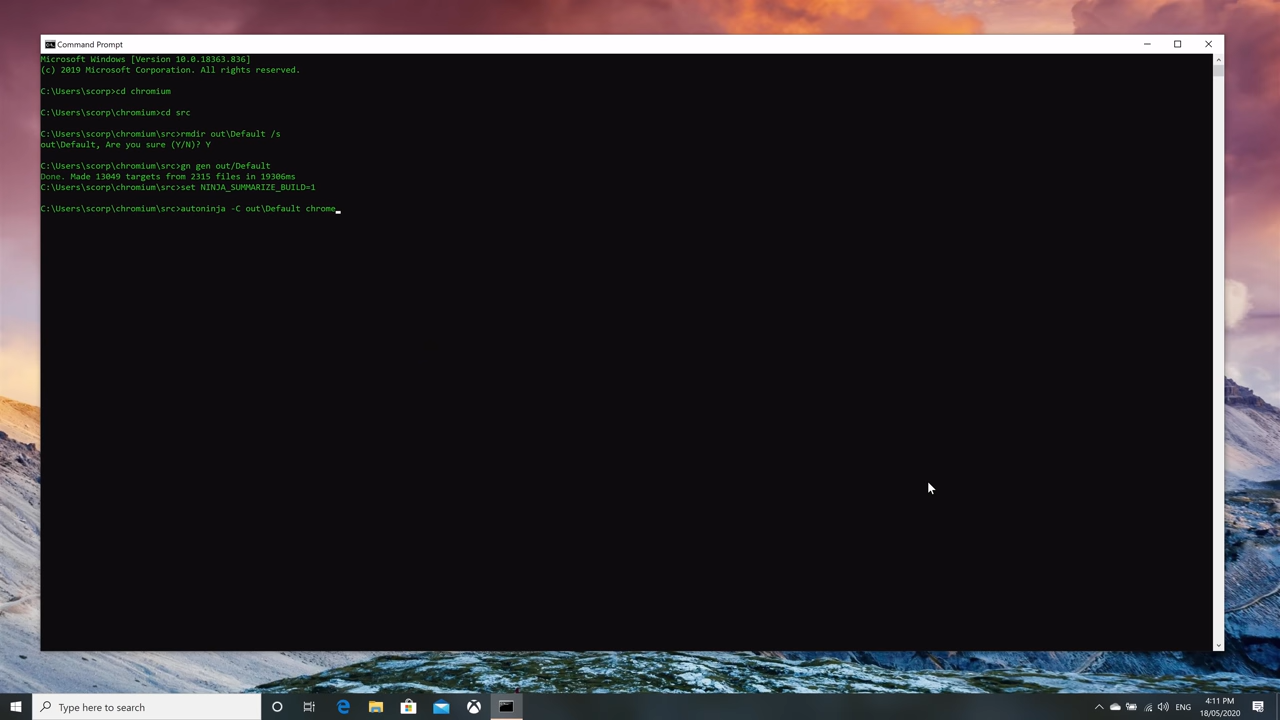 Command Prompt
Microsoft Windows [Version 10.0.18363.836]
(c) 2019 Microsoft Corporation. All rights reserved.
C:\Users\scorp>cd chromium
C:\Users\scorp\chromium>cd src
C:\Users\scorp\chromium\src>rmdir out\Default /s
out\Default, Are you sure (Y/N)? Y
C:\Users\scorp\chromium\src>gn gen out/Default
Done. Made 13049 targets from 2315 files in 19306ms
C:\Users\scorp\chromium\src>set NINJA_SUMMARIZE_BUILD=1
C:\Users\scorp\chromium\src>autoninja -C out\Default chrome
Type here to search
ENG
4:11 PM
18/05/2020